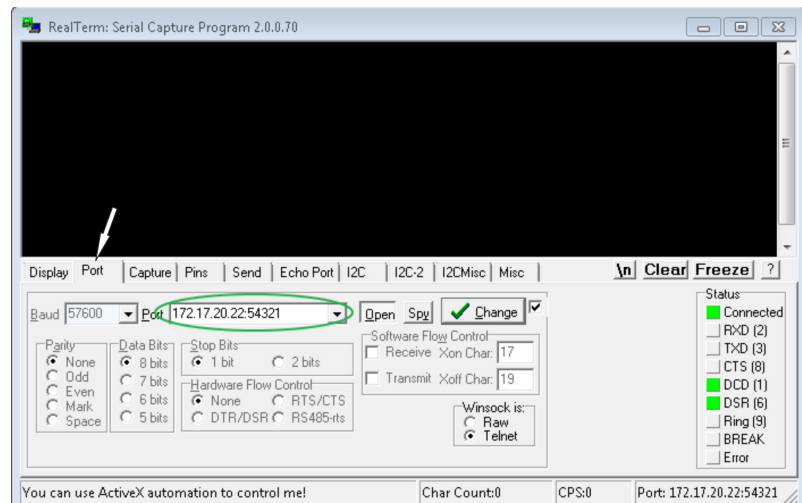 RealTerm: Serial Capture Program 2.0.0.70
Display Port Capture Pins Send Echo Port I2C I2C-2 I2CMisc Misc \n Clear Freeze ?
Baud 57600 Port 172.17.20.22:54321 Open Spy Change
Parity
None
Odd
Even
Mark
Space
Data Bits
8 bits
7 bits
6 bits
5 bits
Stop Bits
1 bit 2 bits
Hardware Flow Control
None RTS/CTS
DTR/DSR RS485-rts
Software Flow Control
Receive Xon Char: 17
Transmit Xoff Char: 19
Winsock is:
Raw
Telnet
Status
Connected
RXD (2)
TXD (3)
CTS (8)
DCD (1)
DSR (6)
Ring (9)
BREAK
Error
You can use ActiveX automation to control me! Char Count:0 CPS:0 Port: 172.17.20.22:54321